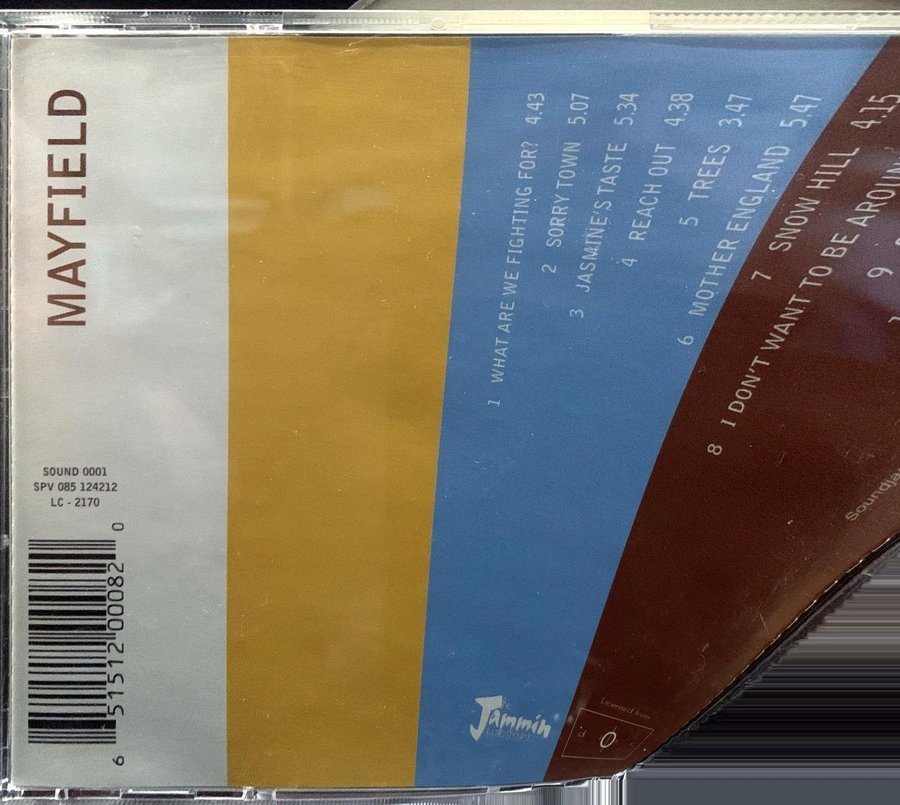 MAYFIELD
1 WHAT ARE WE FIGHTING FOR? 4.43
2 SORRY TOWN 5.07
3 JASMINE'S TASTE 5.34
4 REACH OUT 4.38
5 TREES 3.47
6 MOTHER ENGLAND 5.47
7 SNOW HILL 4.15
8 I DON'T WANT TO BE AROUN
9
SOUND 0001
SPV 085 124212
LC - 2170
6 51512 00082 0
Jammin'
RECORDS
Licensed from
Soundja